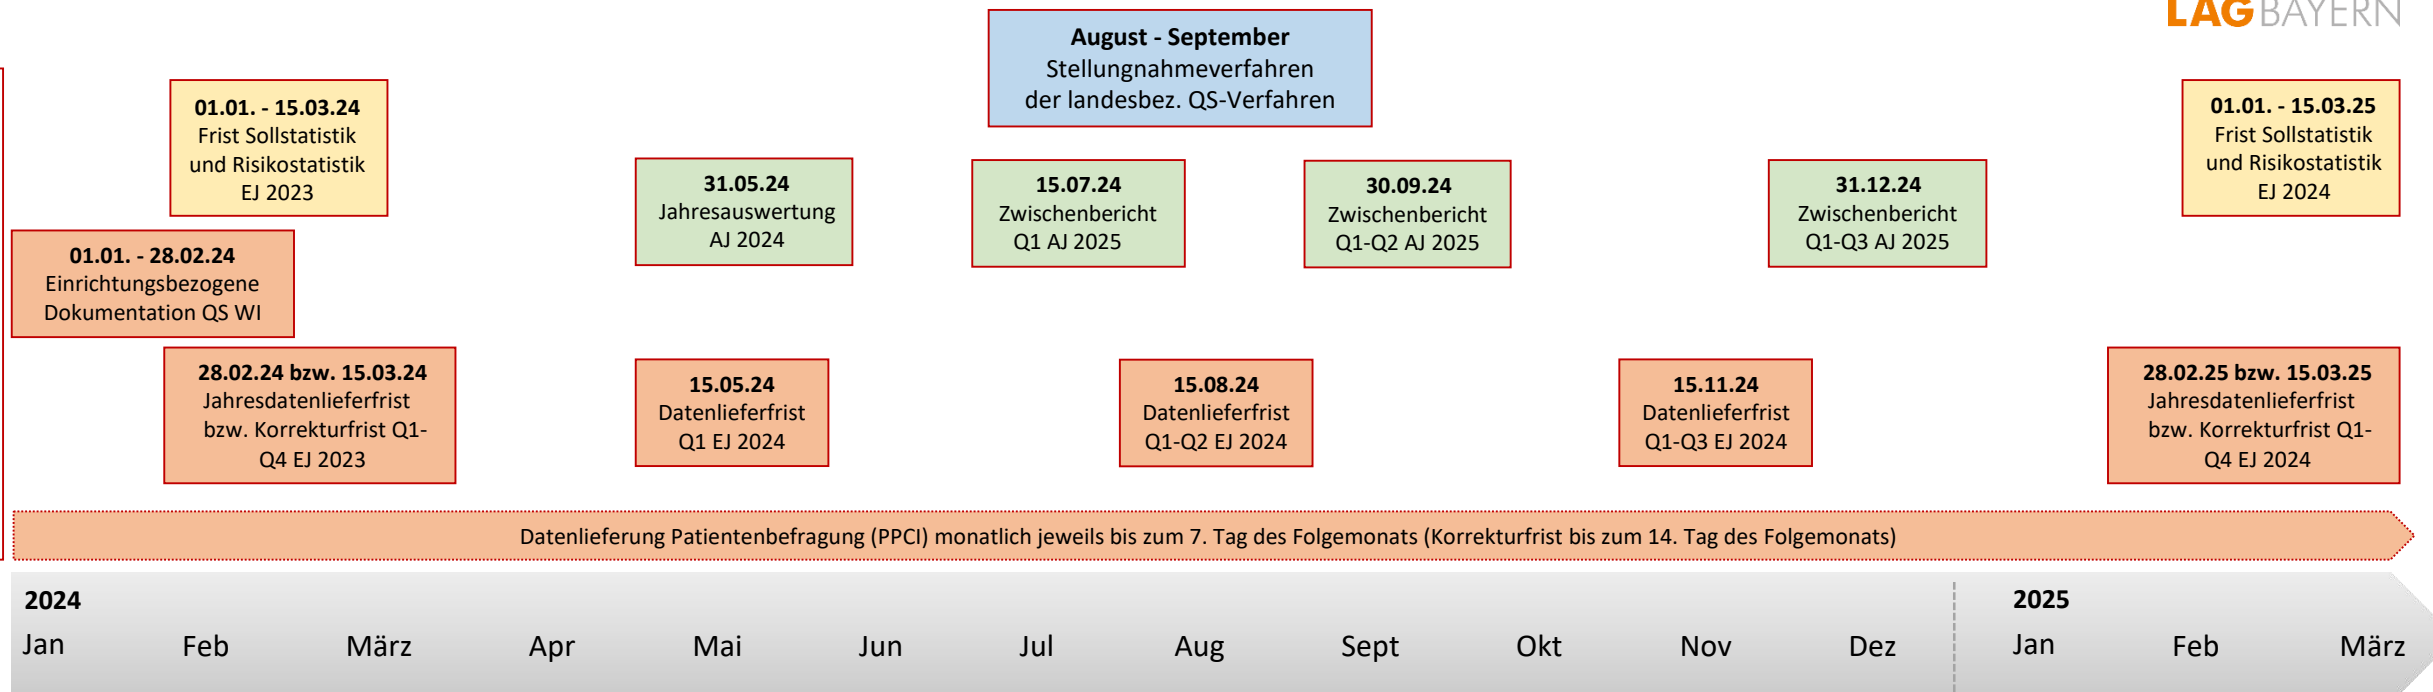 LAG BAYERN
August - September
Stellungnahmeverfahren
der landesbez. QS-Verfahren
01.01. - 15.03.24
Frist Sollstatistik
und Risikostatistik
EJ 2023
01.01. - 15.03.25
Frist Sollstatistik
und Risikostatistik
EJ 2024
31.05.24
Jahresauswertung
AJ 2024
15.07.24
Zwischenbericht
Q1 AJ 2025
30.09.24
Zwischenbericht
Q1-Q2 AJ 2025
31.12.24
Zwischenbericht
Q1-Q3 AJ 2025
01.01. - 28.02.24
Einrichtungsbezogene
Dokumentation QS WI
28.02.24 bzw. 15.03.24
Jahresdatenlieferfrist
bzw. Korrekturfrist Q1-
Q4 EJ 2023
15.05.24
Datenlieferfrist
Q1 EJ 2024
15.08.24
Datenlieferfrist
Q1-Q2 EJ 2024
15.11.24
Datenlieferfrist
Q1-Q3 EJ 2024
28.02.25 bzw. 15.03.25
Jahresdatenlieferfrist
bzw. Korrekturfrist Q1-
Q4 EJ 2024
Datenlieferung Patientenbefragung (PPCI) monatlich jeweils bis zum 7. Tag des Folgemonats (Korrekturfrist bis zum 14. Tag des Folgemonats)
2024 2025
Jan Feb März Apr Mai Jun Jul Aug Sept Okt Nov Dez Jan Feb März